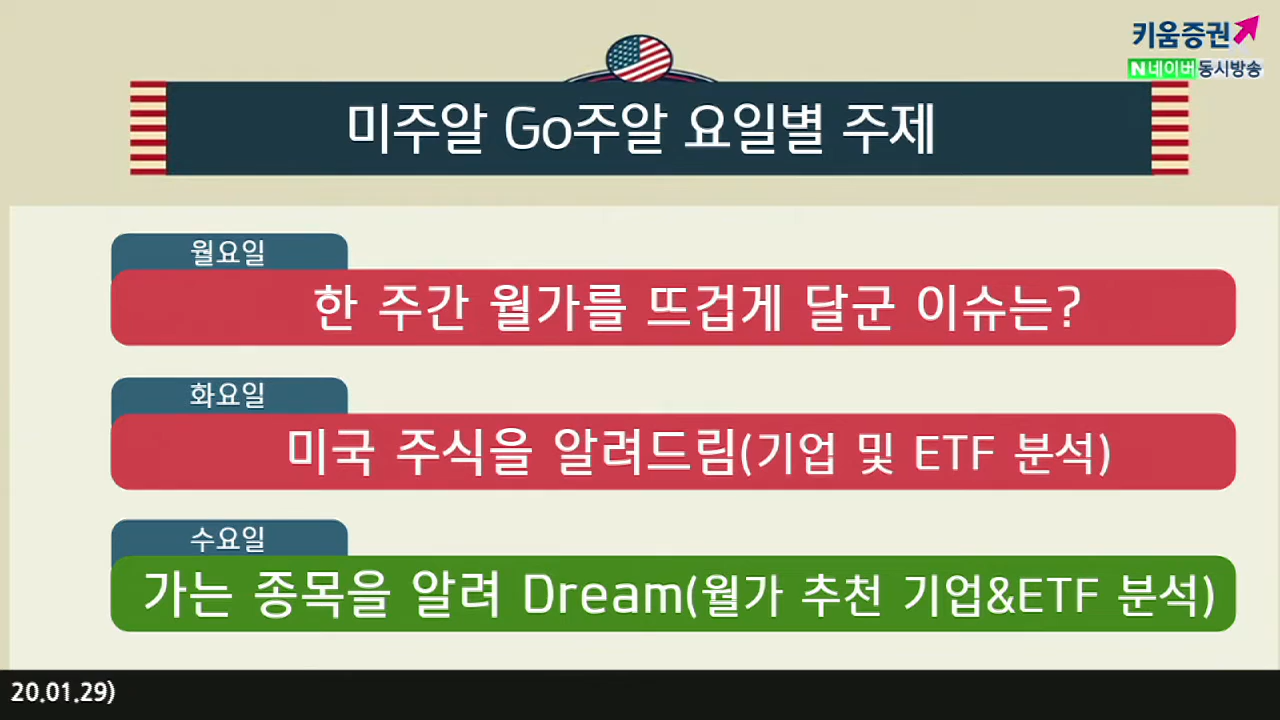 키움증권
N네이버 동시방송
미주알 Go주알 요일별 주제
월요일
한 주간 월가를 뜨겁게 달군 이슈는?
화요일
미국 주식을 알려드림(기업 및 ETF 분석)
수요일
가는 종목을 알려 Dream(월가 추천 기업&ETF 분석)
20.01.29)